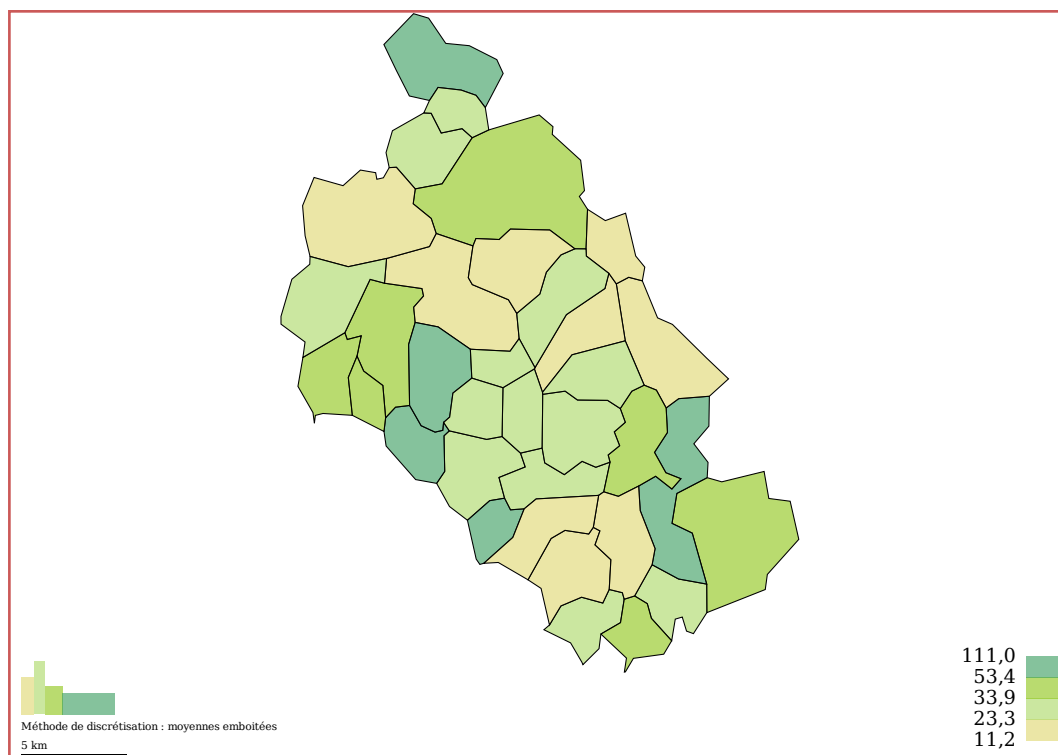 111,0
53,4
33,9
23,3
11,2
Méthode de discrétisation : moyennes emboitées
5 km